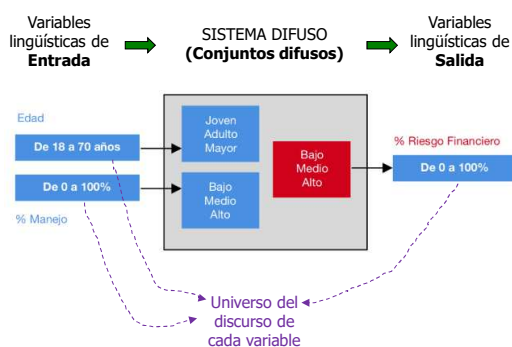 Variables
lingüísticas de
Entrada
SISTEMA DIFUSO
(Conjuntos difusos)
Variables
lingüísticas de
Salida
Edad
De 18 a 70 años
De 0 a 100%
% Manejo
Joven
Adulto
Mayor
Bajo
Medio
Alto
Bajo
Medio
Alto
% Riesgo Financiero
De 0 a 100%
Universo del
discurso de
cada variable